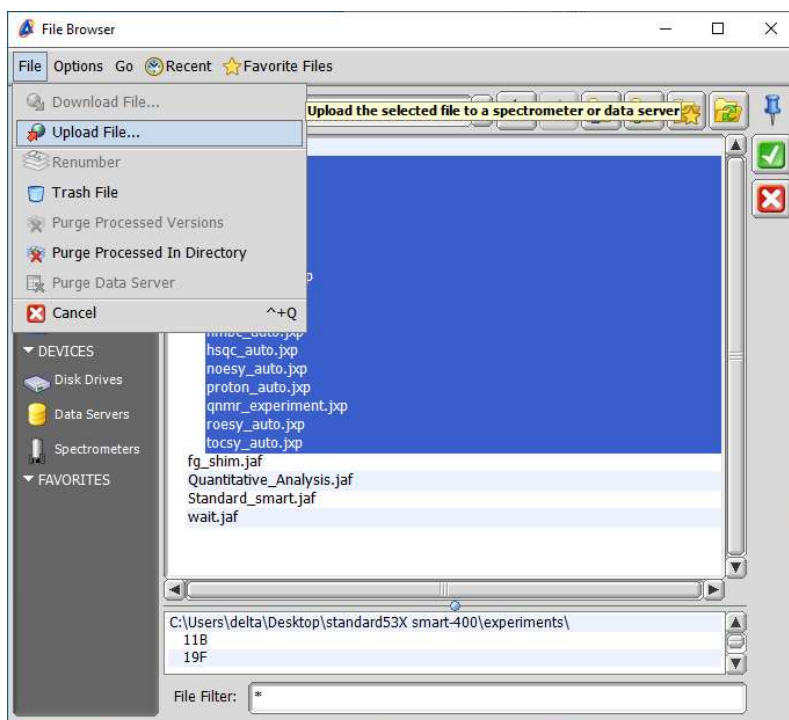 File Browser
File Options Go Recent Favorite Files
Download File...
Upload File...
Upload the selected file to a spectrometer or data server
Renumber
Trash File
Purge Processed Versions
Purge Processed In Directory
Purge Data Server
Cancel ^+Q
hmbc_auto.jxp
DEVICES
hsqc_auto.jxp
noesy_auto.jxp
Disk Drives
proton_auto.jxp
qnmr_experiment.jxp
Data Servers
roesy_auto.jxp
tocsy_auto.jxp
Spectrometers
fg_shim.jaf
FAVORITES
Quantitative_Analysis.jaf
Standard_smart.jaf
wait.jaf
C:\Users\delta\Desktop\standard53X smart-400\experiments\
11B
19F
File Filter: *